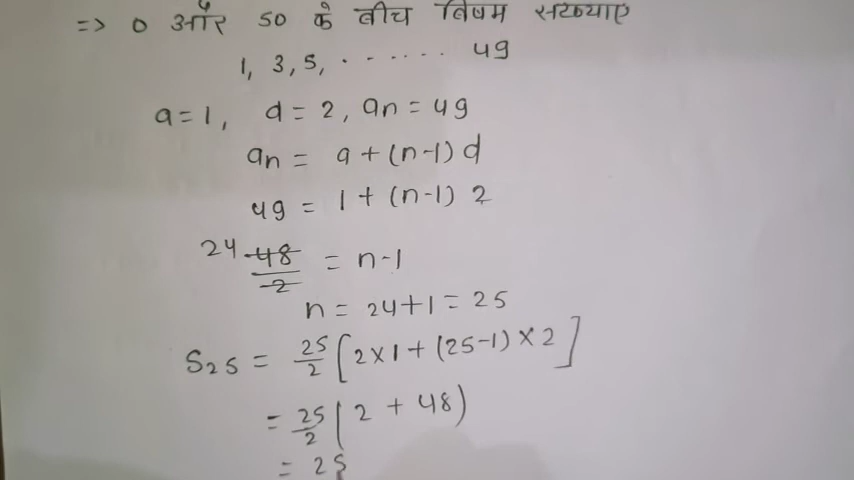 => 0 और 50 के बीच विषम संख्याए
1, 3, 5, ....... 49
a = 1, d = 2, an = 49
an = a + (n-1) d
49 = 1 + (n-1) 2
24 48/2 = n-1
n = 24+1 = 25
S25 = 25/2 [2×1 + (25-1) × 2]
= 25/2 (2 + 48)
= 25